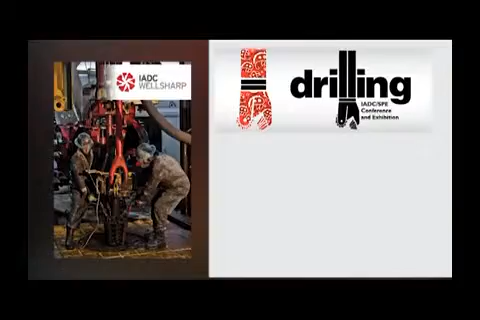 IADC
WELLSHARP
drilling
IADC/SPE
Conference
and Exhibition